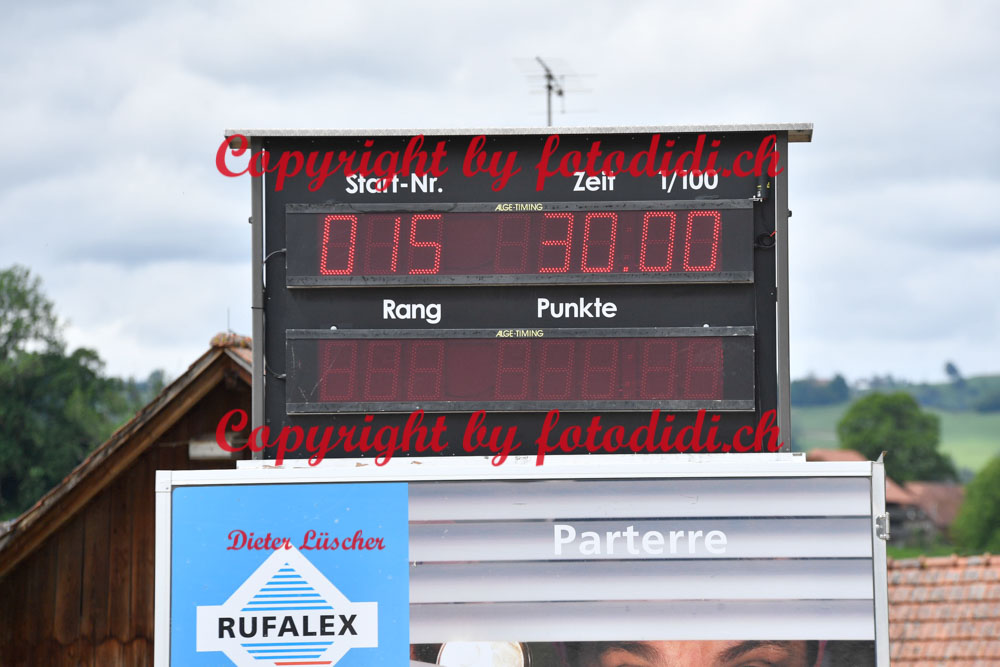 Copyright by fotodidi.ch
Start-Nr. Zeit 1/100
ALGE-TIMING
015 30.00
Rang Punkte
ALGE-TIMING
Copyright by fotodidi.ch
Parterre
Dieter Lüscher
RUFALEX